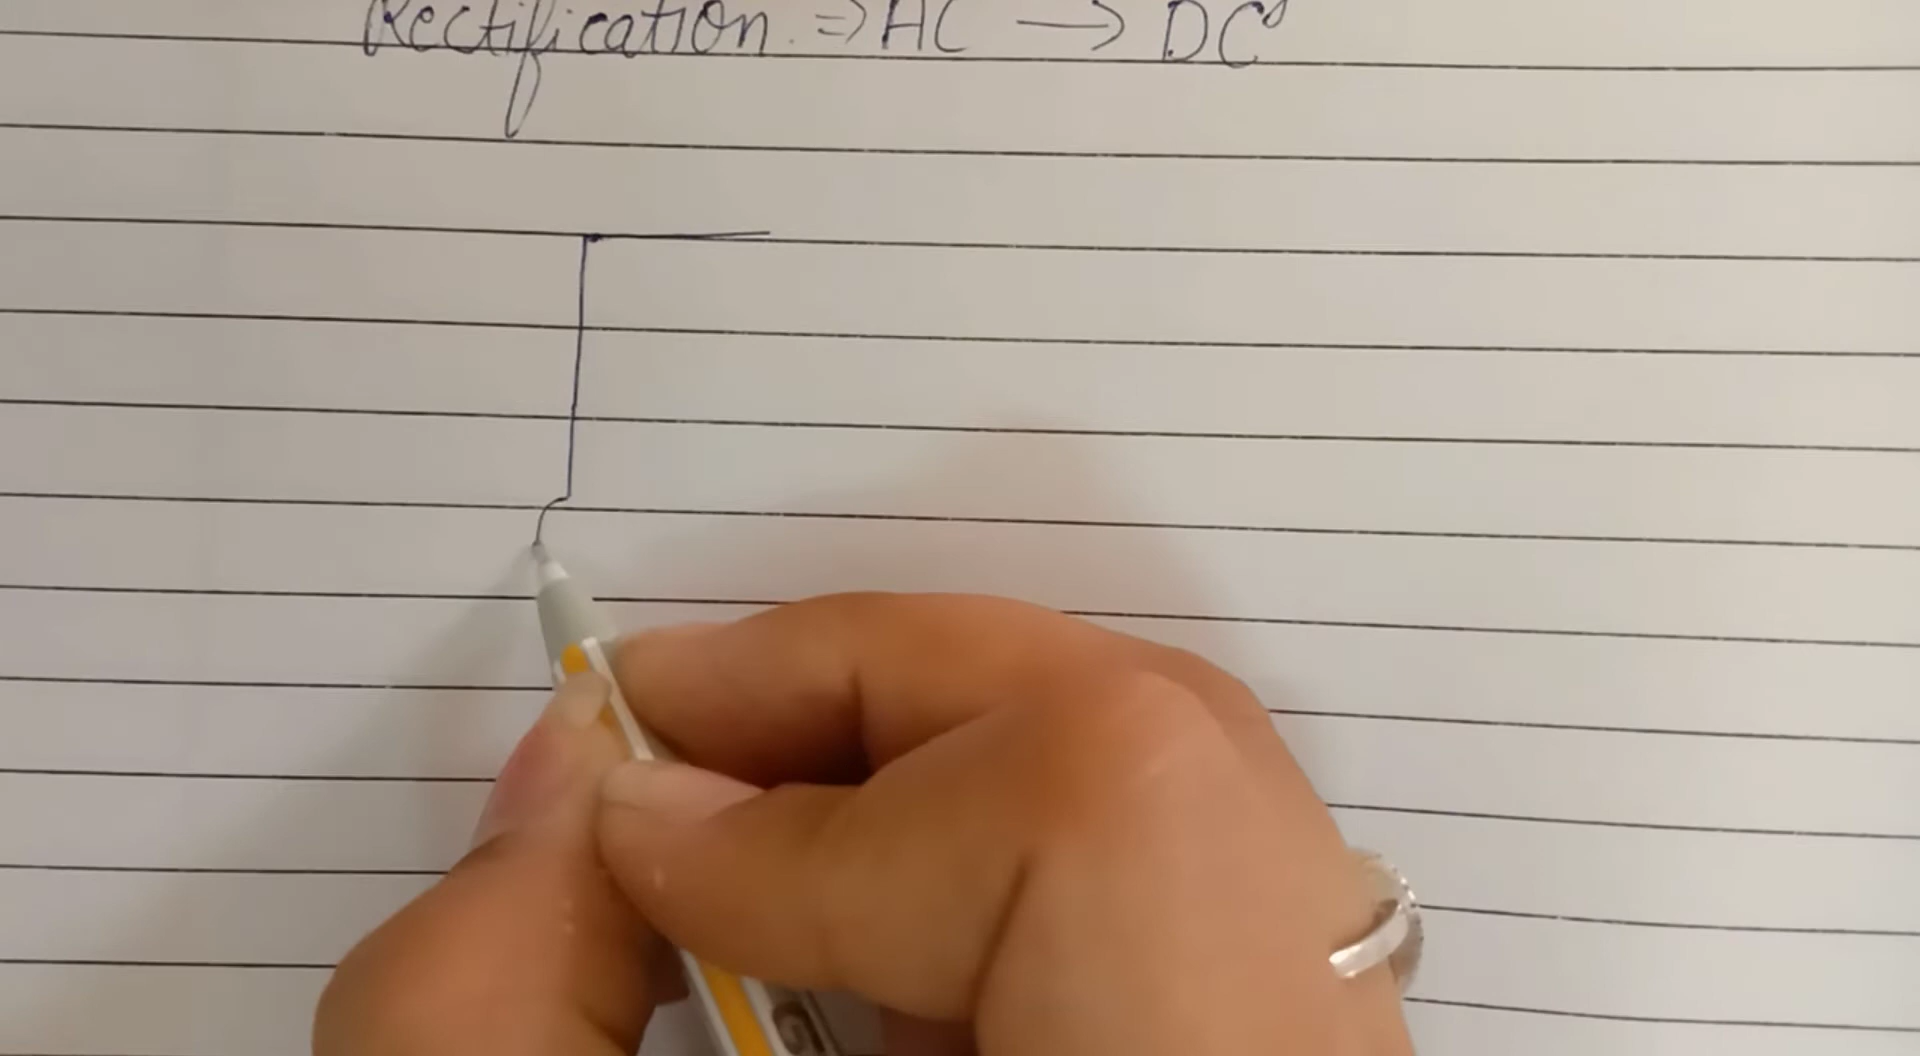 Rectification. => AC → DC